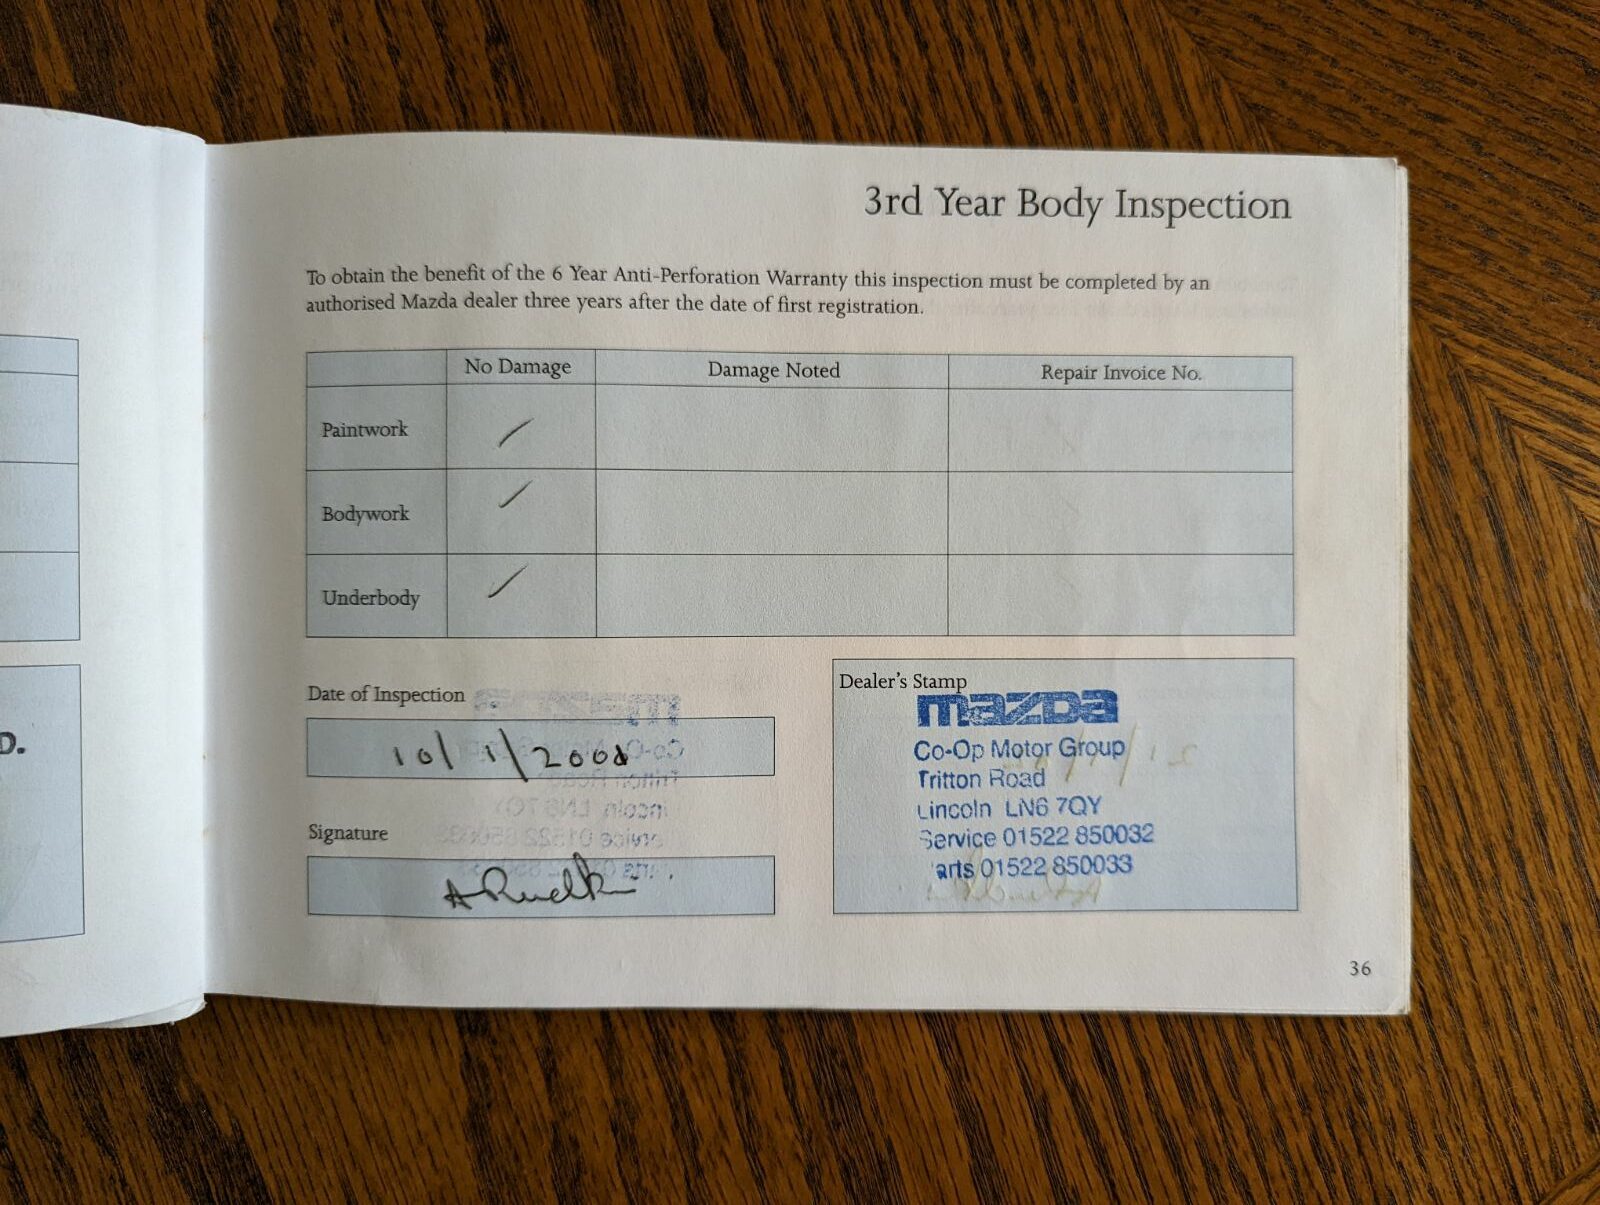 3rd Year Body Inspection
To obtain the benefit of the 6 Year Anti-Perforation Warranty this inspection must be completed by an
authorised Mazda dealer three years after the date of first registration.
No Damage Damage Noted Repair Invoice No.
Paintwork
Bodywork
Underbody
Date of Inspection
10/1/2001
Signature
Dealer's Stamp
mazda
Co-Op Motor Group
Tritton Road
Lincoln LN6 7QY
Service 01522 850032
arts 01522 850033
D.
36